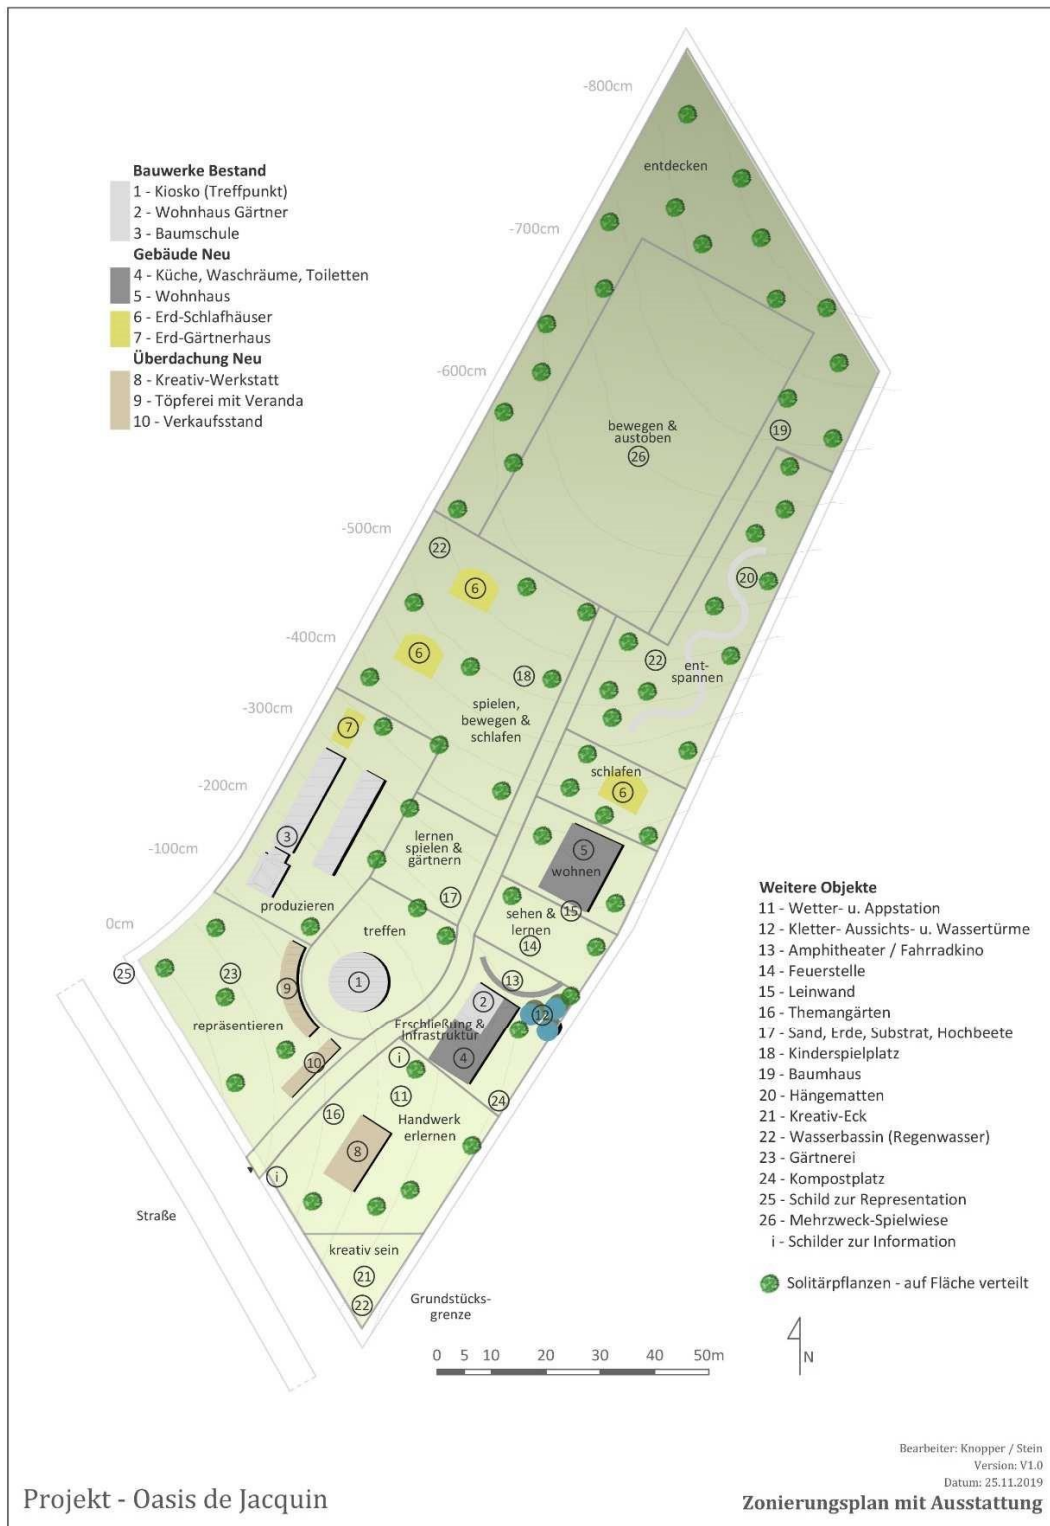 -800cm
entdecken
Bauwerke Bestand
1 - Kiosko (Treffpunkt)
2 - Wohnhaus Gärtner
3 - Baumschule
Gebäude Neu
4 - Küche, Waschräume, Toiletten
5 - Wohnhaus
6 - Erd-Schlafhäuser
7 - Erd-Gärtnerhaus
Überdachung Neu
8 - Kreativ-Werkstatt
9 - Töpferei mit Veranda
10 - Verkaufsstand
-700cm
-600cm
bewegen &
austoben
26
19
-500cm
22
6
20
-400cm
6
18
22
ent-
spannen
spielen,
bewegen &
schlafen
-300cm
7
schlafen
6
-200cm
3
lernen
spielen &
gärtnern
5
wohnen
-100cm
produzieren
17
15
sehen &
lernen
14
treffen
0cm
25
23
9
1
13
2
12
repräsentieren
Erschließung &
Infrastruktur
4
i
10
11
24
16
Handwerk
erlernen
8
i
Straße
kreativ sein
21
22
Grundstücks-
grenze
Weitere Objekte
11 - Wetter- u. Appstation
12 - Kletter- Aussichts- u. Wassertürme
13 - Amphitheater / Fahrradkino
14 - Feuerstelle
15 - Leinwand
16 - Themangärten
17 - Sand, Erde, Substrat, Hochbeete
18 - Kinderspielplatz
19 - Baumhaus
20 - Hängematten
21 - Kreativ-Eck
22 - Wasserbassin (Regenwasser)
23 - Gärtnerei
24 - Kompostplatz
25 - Schild zur Representation
26 - Mehrzweck-Spielwiese
i - Schilder zur Information
Solitärpflanzen - auf Fläche verteilt
0 5 10 20 30 40 50m
N
Bearbeiter: Knopper / Stein
Version: V1.0
Datum: 25.11.2019
Projekt - Oasis de Jacquin
Zonierungsplan mit Ausstattung